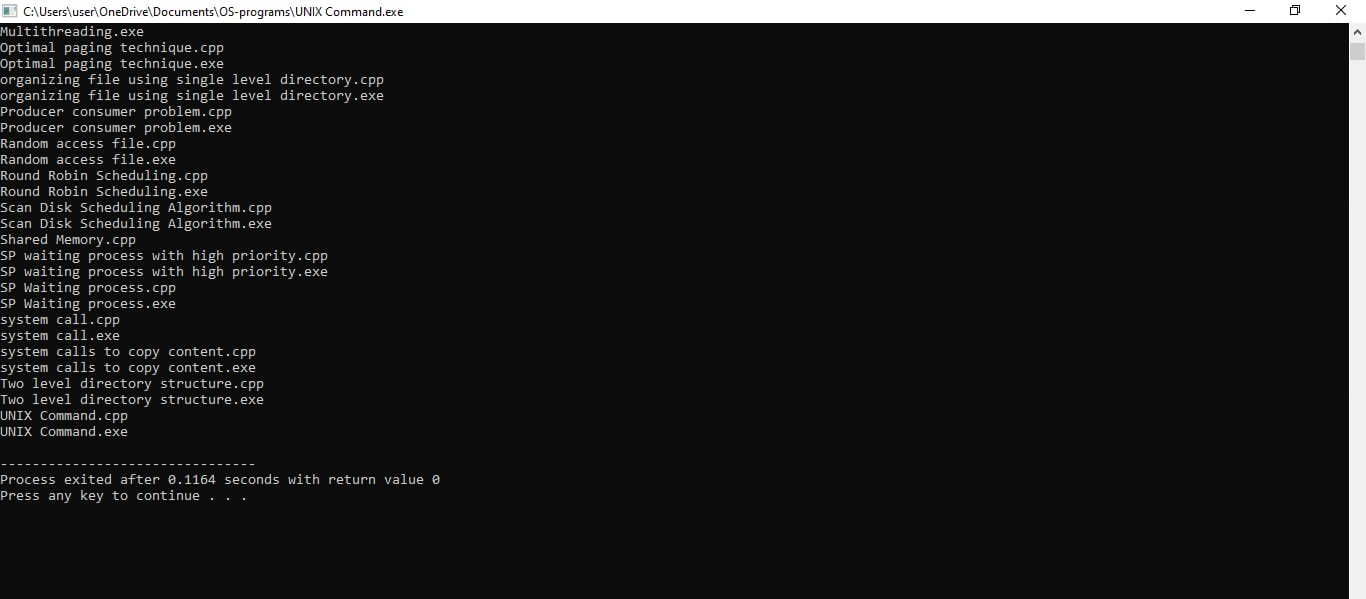 C:\Users\user\OneDrive\Documents\OS-programs\UNIX Command.exe
Multithreading.exe
Optimal paging technique.cpp
Optimal paging technique.exe
organizing file using single level directory.cpp
organizing file using single level directory.exe
Producer consumer problem.cpp
Producer consumer problem.exe
Random access file.cpp
Random access file.exe
Round Robin Scheduling.cpp
Round Robin Scheduling.exe
Scan Disk Scheduling Algorithm.cpp
Scan Disk Scheduling Algorithm.exe
Shared Memory.cpp
SP waiting process with high priority.cpp
SP waiting process with high priority.exe
SP Waiting process.cpp
SP Waiting process.exe
system call.cpp
system call.exe
system calls to copy content.cpp
system calls to copy content.exe
Two level directory structure.cpp
Two level directory structure.exe
UNIX Command.cpp
UNIX Command.exe
--------------------------------
Process exited after 0.1164 seconds with return value 0
Press any key to continue . . .